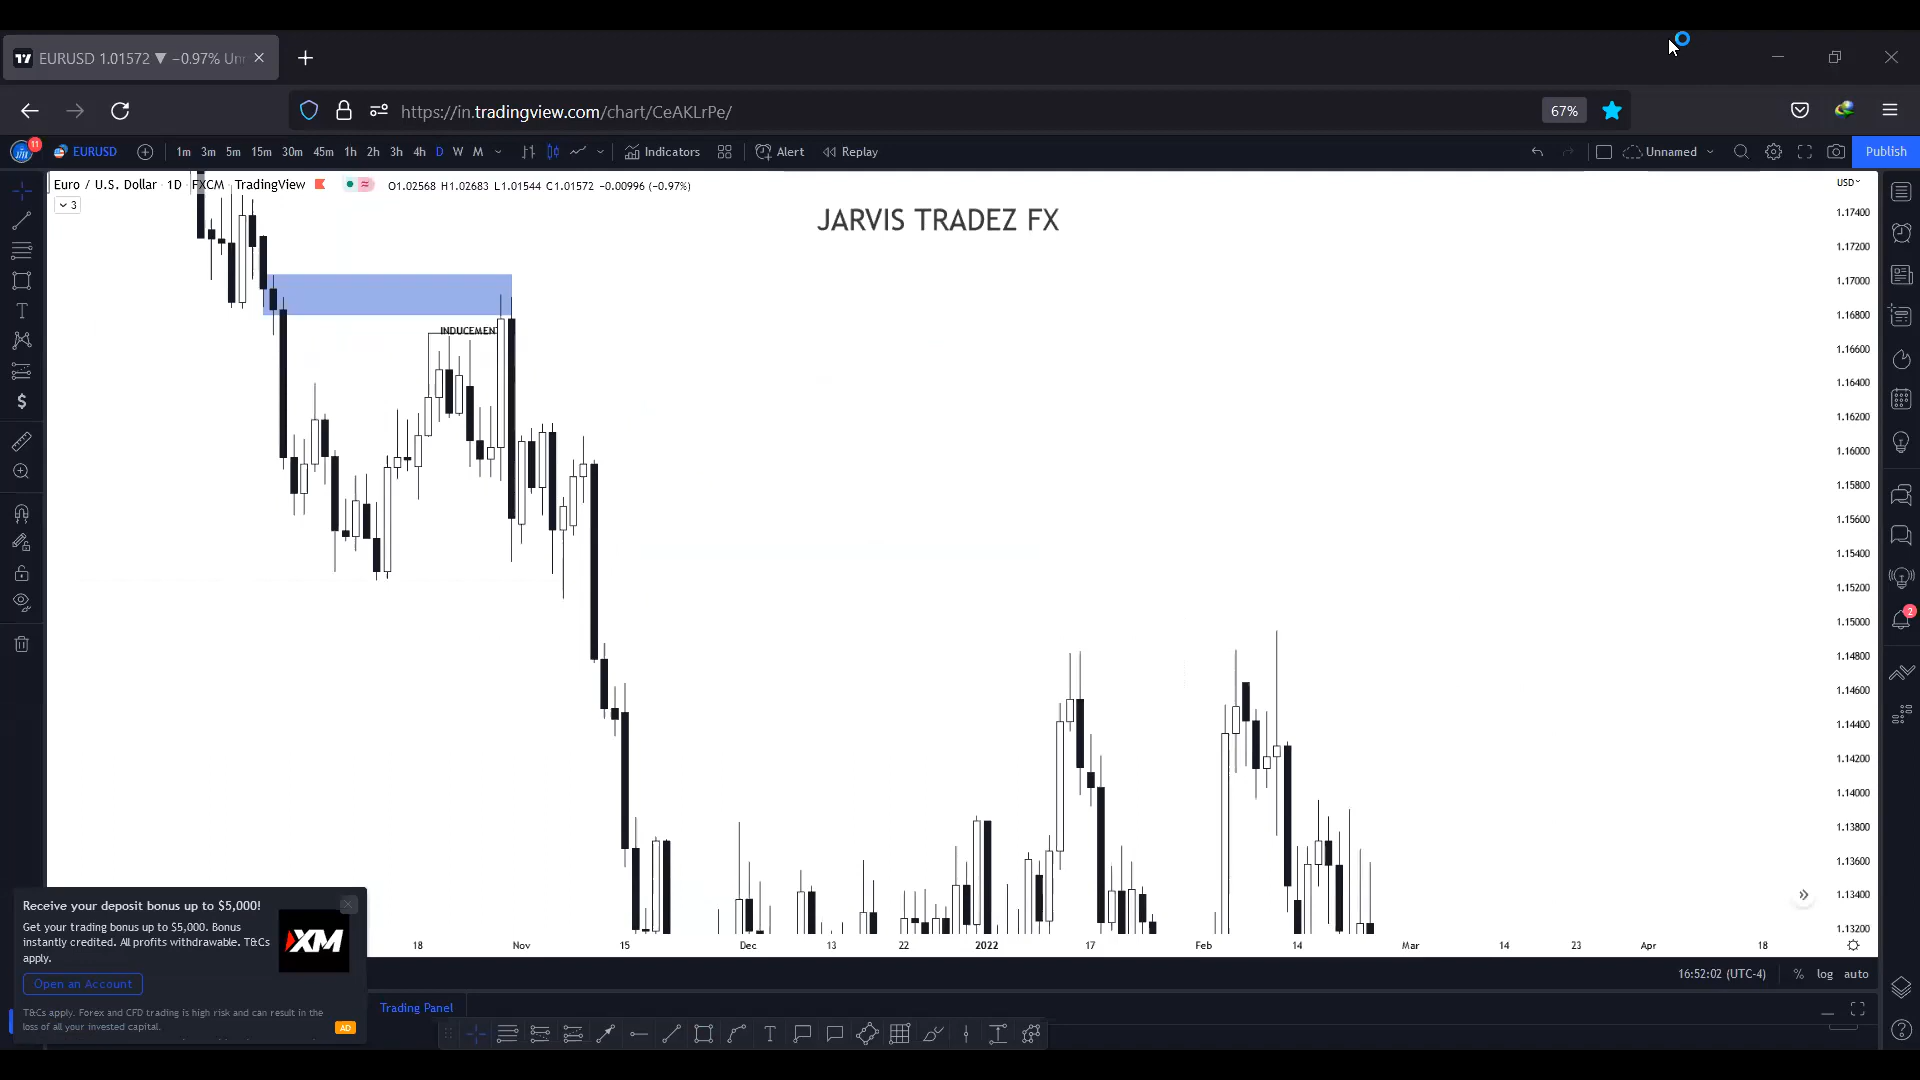 EURUSD 1.01572 ▼ −0.97% Un
https://in.tradingview.com/chart/CeAKLrPe/
67%
11
EURUSD
1m 3m 5m 15m 30m 45m 1h 2h 3h 4h D W M
Indicators
Alert
Replay
Unnamed
Publish
Euro / U.S. Dollar · 1D · FXCM · TradingView
O1.02568 H1.02683 L1.01544 C1.01572 −0.00996 (−0.97%)
3
USD
JARVIS TRADEZ FX
INDUCEMENT
1.17400
1.17200
1.17000
1.16800
1.16600
1.16400
1.16200
1.16000
1.15800
1.15600
1.15400
1.15200
1.15000
1.14800
1.14600
1.14400
1.14200
1.14000
1.13800
1.13600
1.13400
1.13200
2
18 Nov 15 Dec 13 22 2022 17 Feb 14 Mar 14 23 Apr 18
Receive your deposit bonus up to $5,000!
Get your trading bonus up to $5,000. Bonus
instantly credited. All profits withdrawable. T&Cs
apply.
XM
Open an Account
T&Cs apply. Forex and CFD trading is high risk and can result in the
loss of all your invested capital.
AD
16:52:02 (UTC-4) % log auto
Trading Panel